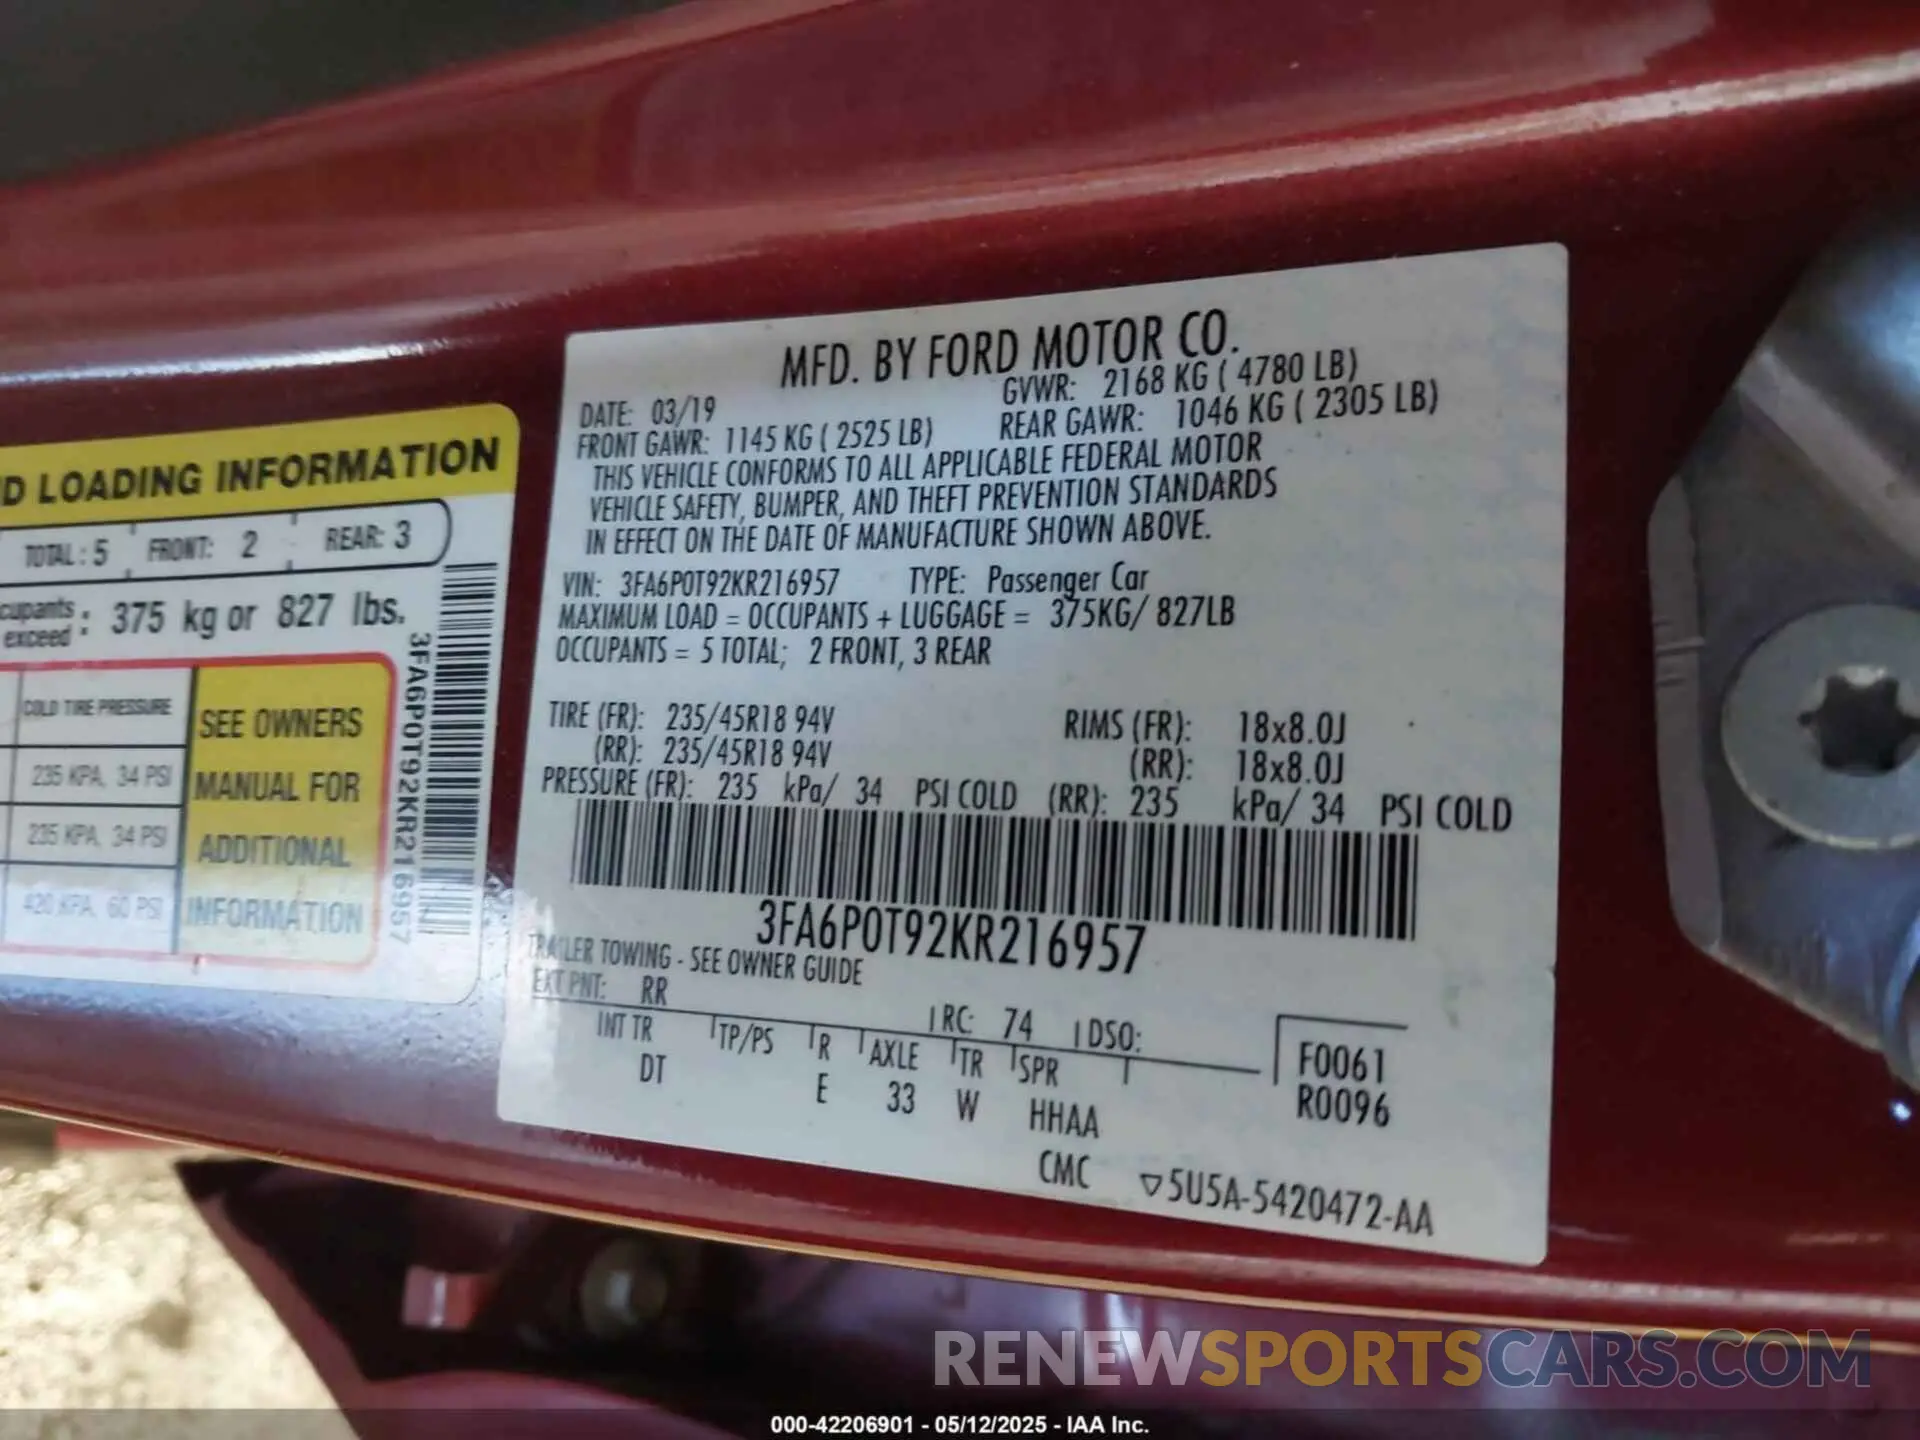 D LOADING INFORMATION
TOTAL : 5 FRONT: 2 REAR: 3
cupants
exceed : 375 kg or 827 lbs.
COLD TIRE PRESSURE
235 KPA, 34 PSI
235 KPA, 34 PSI
420 KPA, 60 PSI
SEE OWNERS
MANUAL FOR
ADDITIONAL
INFORMATION
3FA6P0T92KR216957
MFD. BY FORD MOTOR CO.
DATE: 03/19 GVWR: 2168 KG ( 4780 LB)
FRONT GAWR: 1145 KG ( 2525 LB) REAR GAWR: 1046 KG ( 2305 LB)
THIS VEHICLE CONFORMS TO ALL APPLICABLE FEDERAL MOTOR
VEHICLE SAFETY, BUMPER, AND THEFT PREVENTION STANDARDS
IN EFFECT ON THE DATE OF MANUFACTURE SHOWN ABOVE.
VIN: 3FA6P0T92KR216957 TYPE: Passenger Car
MAXIMUM LOAD = OCCUPANTS + LUGGAGE = 375KG/ 827LB
OCCUPANTS = 5 TOTAL; 2 FRONT, 3 REAR
TIRE (FR): 235/45R18 94V RIMS (FR): 18x8.0J
(RR): 235/45R18 94V (RR): 18x8.0J
PRESSURE (FR): 235 kPa/ 34 PSI COLD (RR): 235 kPa/ 34 PSI COLD
3FA6P0T92KR216957
TRAILER TOWING - SEE OWNER GUIDE
EXT PNT: RR RC: 74 DSO:
INT TR TP/PS R AXLE TR SPR
DT E 33 W HHAA
F0061
R0096
CMC ▽5U5A-5420472-AA
RENEWSPORTSCARS.COM
000-42206901 - 05/12/2025 - IAA Inc.